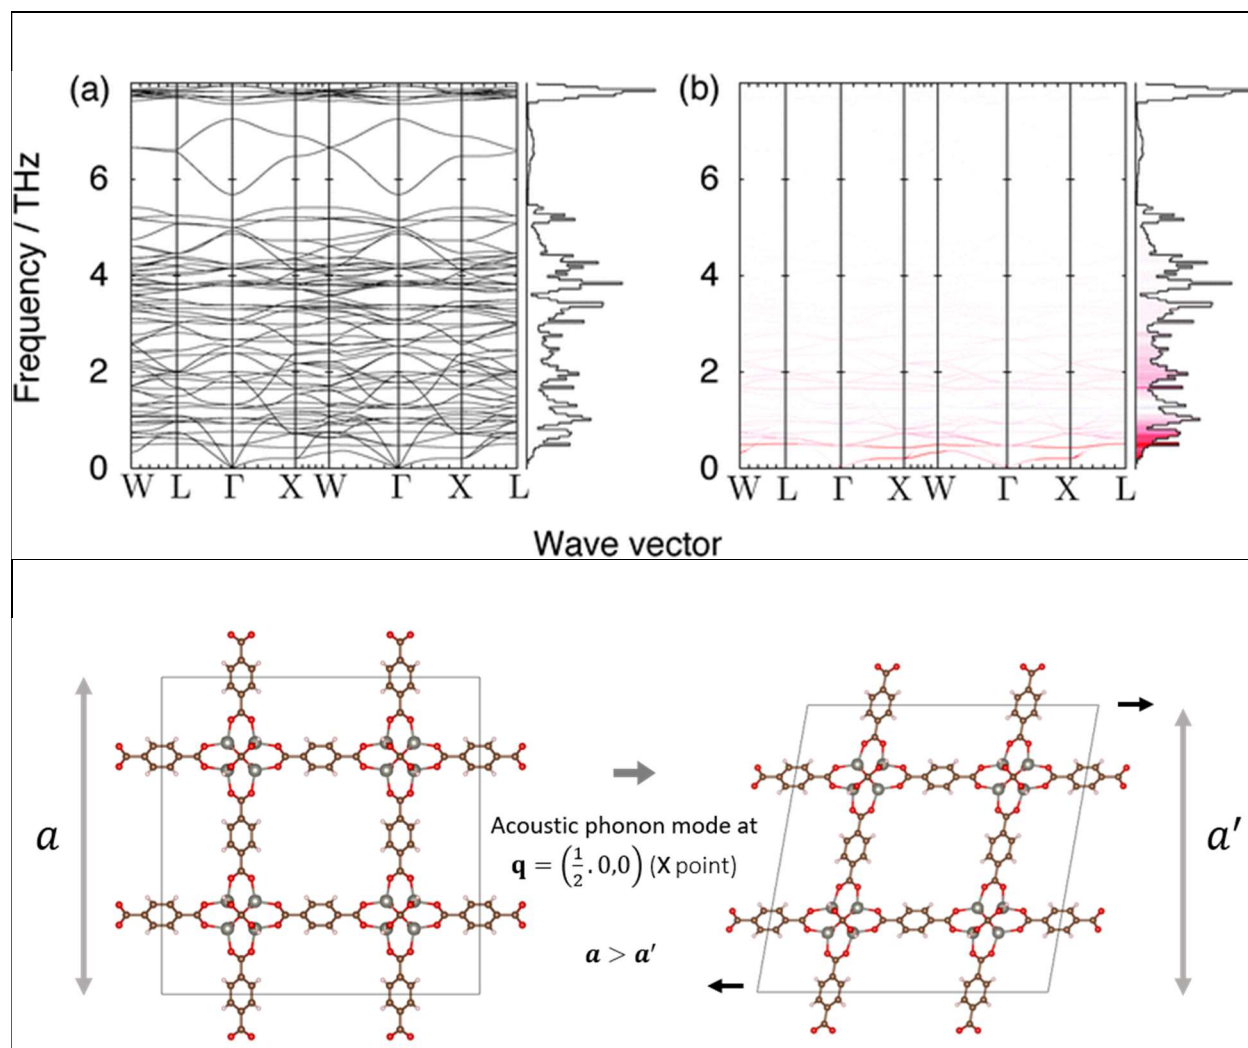 (a)
(b)
Frequency / THz
6
4
2
0
6
4
2
0
W L Γ X W Γ X L
W L Γ X W Γ X L
Wave vector
a
Acoustic phonon mode at
q = (1/2 . 0,0) (X point)
a > a′
a′